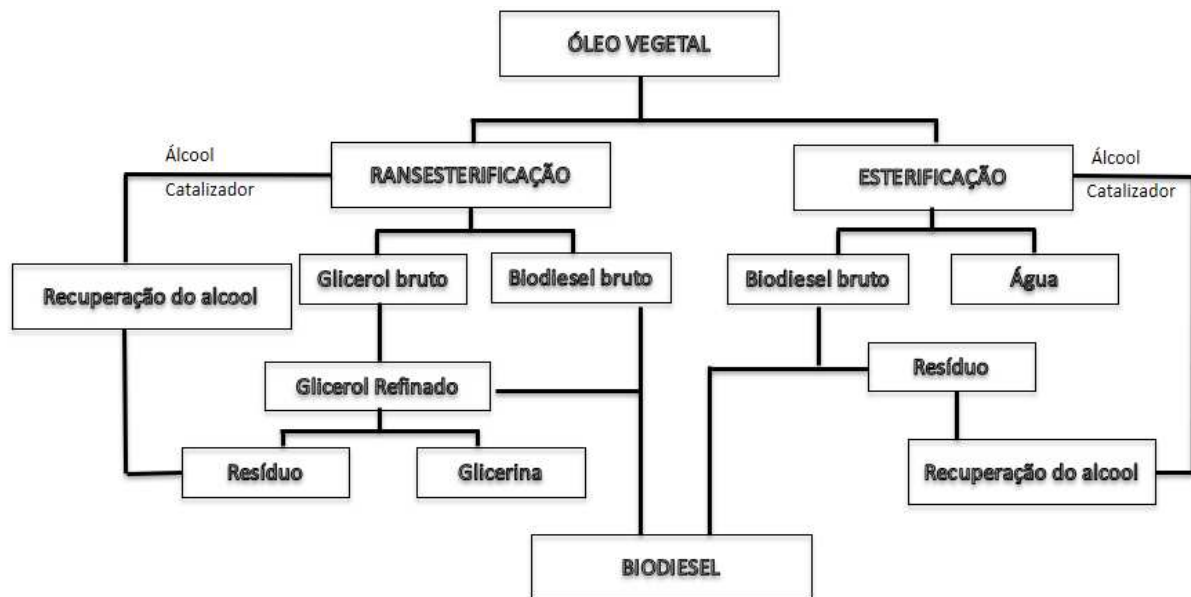 ÓLEO VEGETAL
Álcool
Catalizador
RANSESTERIFICAÇÃO
ESTERIFICAÇÃO
Álcool
Catalizador
Recuperação do alcool
Glicerol bruto
Biodiesel bruto
Biodiesel bruto
Água
Glicerol Refinado
Resíduo
Resíduo
Glicerina
Recuperação do alcool
BIODIESEL